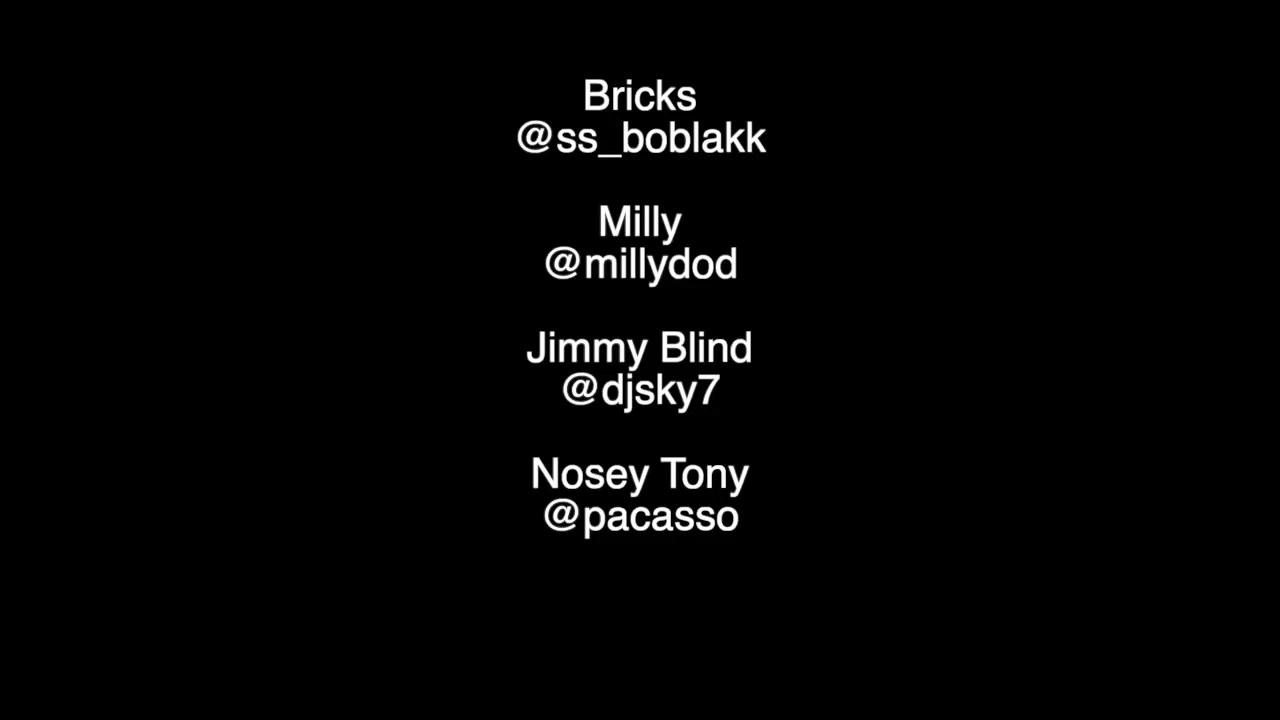 Bricks
@ss_boblakk
Milly
@millydod
Jimmy Blind
@djsky7
Nosey Tony
@pacasso